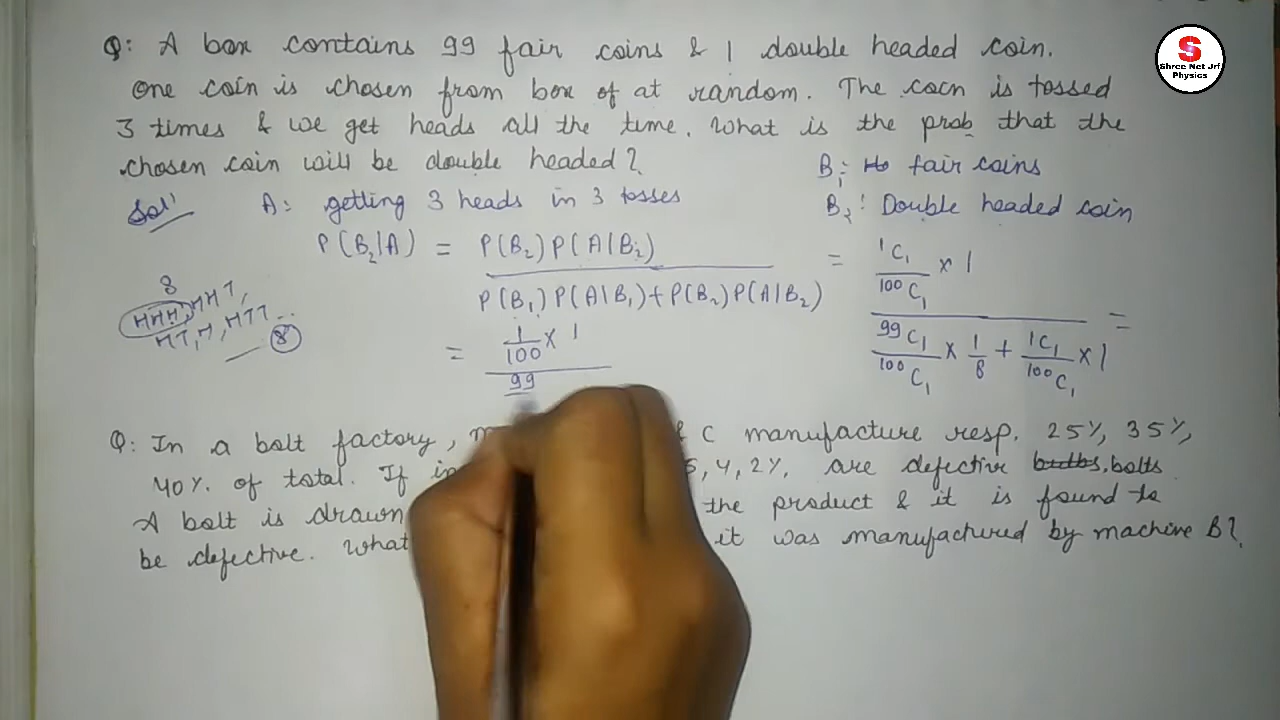 Q: A box contains 99 fair coins & 1 double headed coin.
One coin is chosen from box of at random. The coin is tossed
3 times & we get heads all the time. What is the prob that the
chosen coin will be double headed?
B₁: fair coins
Solⁿ A: getting 3 heads in 3 tosses
B₂: Double headed coin
P(B₂|A) = P(B₂)P(A|B₂)
P(B₁)P(A|B₁)+P(B₂)P(A|B₂)
= ¹C₁/¹⁰⁰C₁ × 1
⁹⁹C₁/¹⁰⁰C₁ × 1/8 + ¹C₁/¹⁰⁰C₁ × 1 =
8
HHH, HHT,
HT, H, HTT ..
8
= 1/100 × 1
99
Q: In a bolt factory, & C manufacture resp. 25%, 35%,
40% of total. If 5, 4, 2% are defective bulbs, bolts
A bolt is drawn the product & it is found to
be defective. What it was manufactured by machine B?
S
Shree Net Jrf
Physics